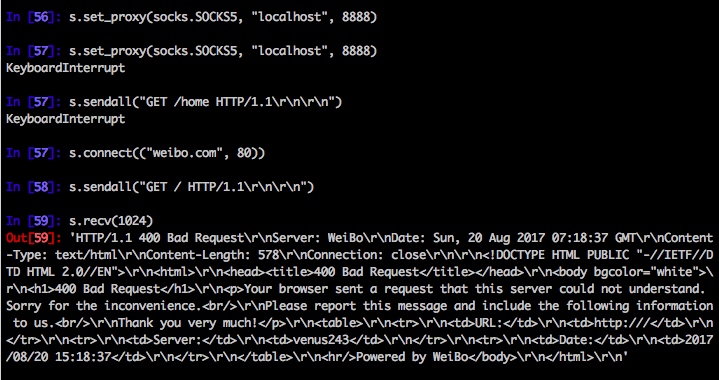 In [56]: s.set_proxy(socks.SOCKS5, "localhost", 8888)
In [57]: s.set_proxy(socks.SOCKS5, "localhost", 8888)
KeyboardInterrupt
In [57]: s.sendall("GET /home HTTP/1.1\r\n\r\n")
KeyboardInterrupt
In [57]: s.connect(("weibo.com", 80))
In [58]: s.sendall("GET / HTTP/1.1\r\n\r\n")
In [59]: s.recv(1024)
Out[59]: 'HTTP/1.1 400 Bad Request\r\nServer: WeiBo\r\nDate: Sun, 20 Aug 2017 07:18:37 GMT\r\nContent
-Type: text/html\r\nContent-Length: 578\r\nConnection: close\r\n\r\n<!DOCTYPE HTML PUBLIC "-//IETF//D
TD HTML 2.0//EN">\r\n<html>\r\n<head><title>400 Bad Request</title></head>\r\n<body bgcolor="white">\
r\n<h1>400 Bad Request</h1>\r\n<p>Your browser sent a request that this server could not understand.
Sorry for the inconvenience.<br/>\r\nPlease report this message and include the following information
to us.<br/>\r\nThank you very much!</p>\r\n<table>\r\n<tr>\r\n<td>URL:</td>\r\n<td>http:///</td>\r\n
</tr>\r\n<tr>\r\n<td>Server:</td>\r\n<td>venus243</td>\r\n</tr>\r\n<tr>\r\n<td>Date:</td>\r\n<td>2017
/08/20 15:18:37</td>\r\n</tr>\r\n</table>\r\n<hr/>Powered by WeiBo</body>\r\n</html>\r\n'